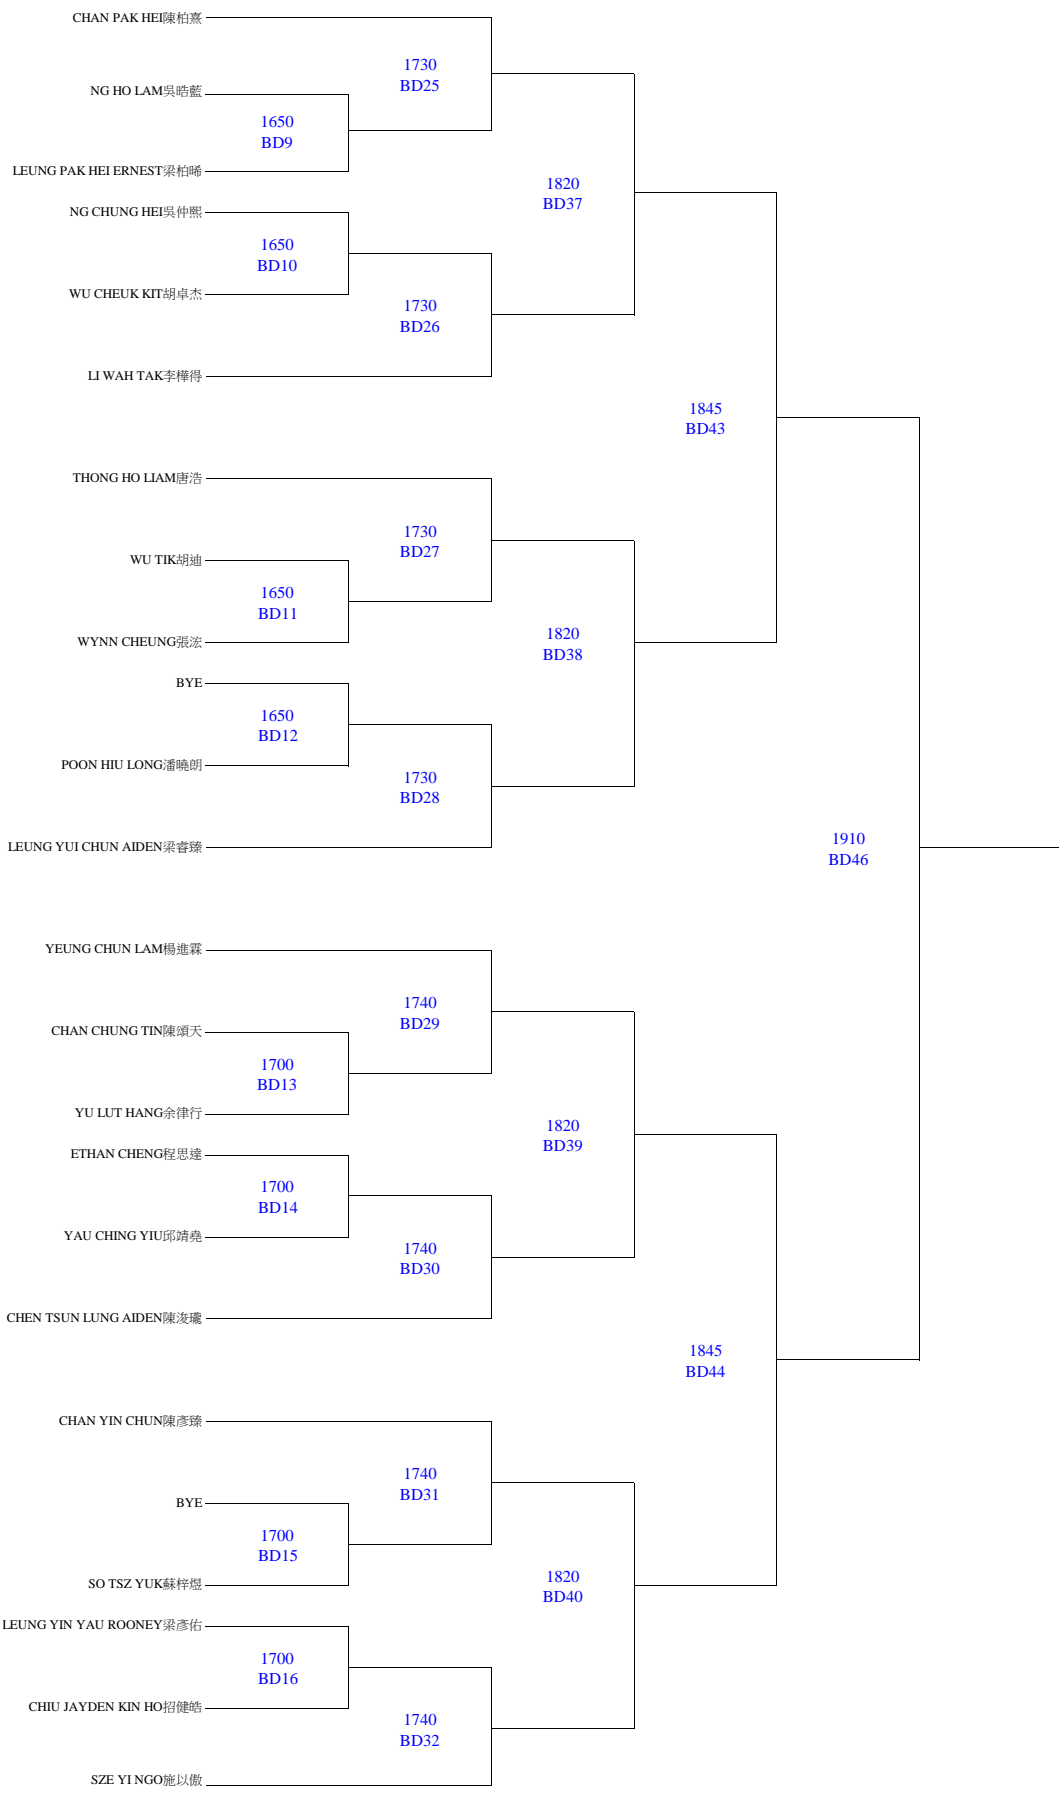 CHAN PAK HEI陳柏熹
1730
BD25
NG HO LAM吳晧藍
1650
BD9
LEUNG PAK HEI ERNEST梁柏晞
1820
BD37
NG CHUNG HEI吳仲熙
1650
BD10
WU CHEUK KIT胡卓杰
1730
BD26
LI WAH TAK李樺得
1845
BD43
THONG HO LIAM唐浩
1730
BD27
WU TIK胡迪
1650
BD11
WYNN CHEUNG張浤
1820
BD38
BYE
1650
BD12
POON HIU LONG潘曉朗
1730
BD28
LEUNG YUI CHUN AIDEN梁睿臻
1910
BD46
YEUNG CHUN LAM楊進霖
1740
BD29
CHAN CHUNG TIN陳頌天
1700
BD13
YU LUT HANG余律行
1820
BD39
ETHAN CHENG程思達
1700
BD14
YAU CHING YIU邱靖堯
1740
BD30
CHEN TSUN LUNG AIDEN陳浚瓏
1845
BD44
CHAN YIN CHUN陳彥臻
1740
BD31
BYE
1700
BD15
SO TSZ YUK蘇梓煜
1820
BD40
LEUNG YIN YAU ROONEY梁彥佑
1700
BD16
CHIU JAYDEN KIN HO招健皓
1740
BD32
SZE YI NGO施以傲